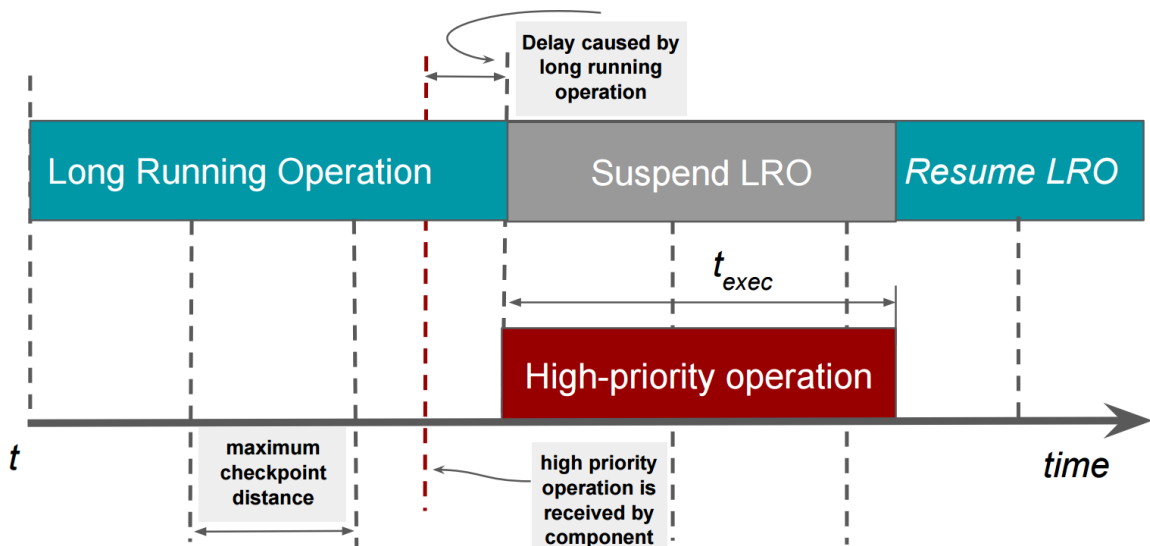 Delay caused by
long running
operation
Long Running Operation
Suspend LRO
Resume LRO
t_exec
High-priority operation
t
time
maximum
checkpoint
distance
high priority
operation is
received by
component